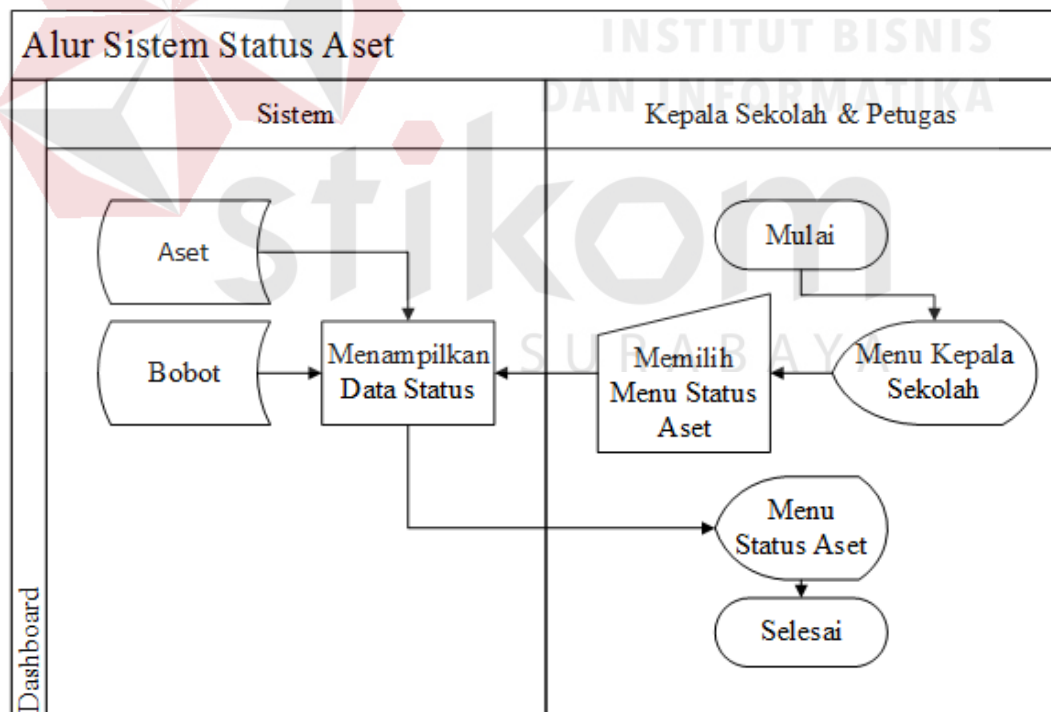 Alur Sistem Status Aset
INSTITUT BISNIS
DAN INFORMATIKA
Sistem
Kepala Sekolah & Petugas
stikom
SURABAYA
Aset
Mulai
Bobot
Menampilkan
Data Status
Memilih
Menu Status
Aset
Menu Kepala
Sekolah
Menu
Status Aset
Selesai
Dashboard